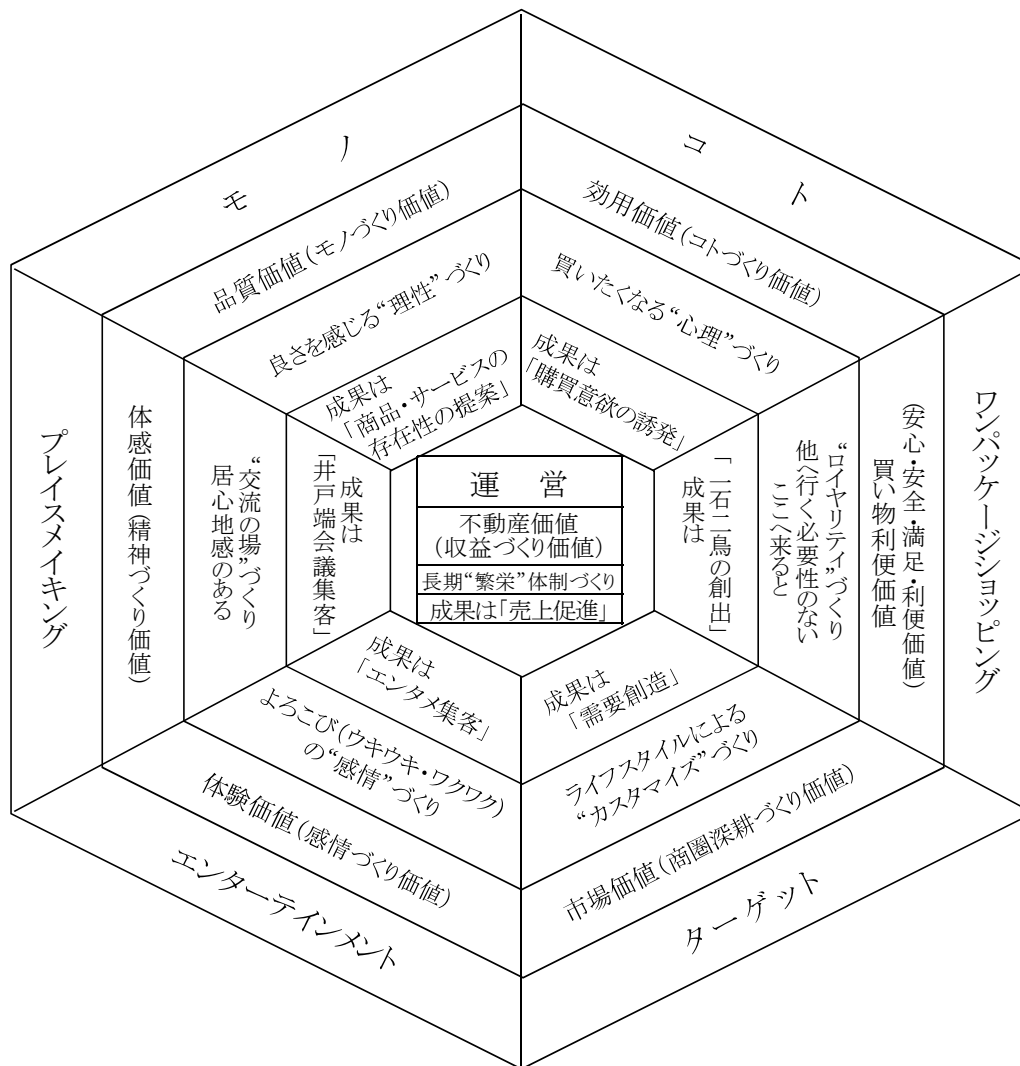 モノ
品質価値(モノづくり価値)
良さを感じる“理性”づくり
成果は
「商品・サービスの
存在性の提案」
コト
効用価値(コトづくり価値)
買いたくなる“心理”づくり
成果は
「購買意欲の誘発」
ワンパッケージショッピング
(安心・安全・満足・利便価値)
買い物利便価値
ここへ来ると
他へ行く必要性のない
“ロイヤリティ”づくり
成果は
「二石二鳥の創出」
ターゲット
市場価値(商圏深耕づくり価値)
ライフスタイルによる
“カスタマイズ”づくり
成果は
「需要創造」
エンターテインメント
体験価値(感情づくり価値)
よろこび(ウキウキ・ワクワク)
の“感情”づくり
成果は
「エンタメ集客」
プレイスメイキング
体感価値(精神づくり価値)
居心地感のある
“交流の場”づくり
成果は
「井戸端会議集客」
運営
不動産価値
(収益づくり価値)
長期“繁栄”体制づくり
成果は「売上促進」